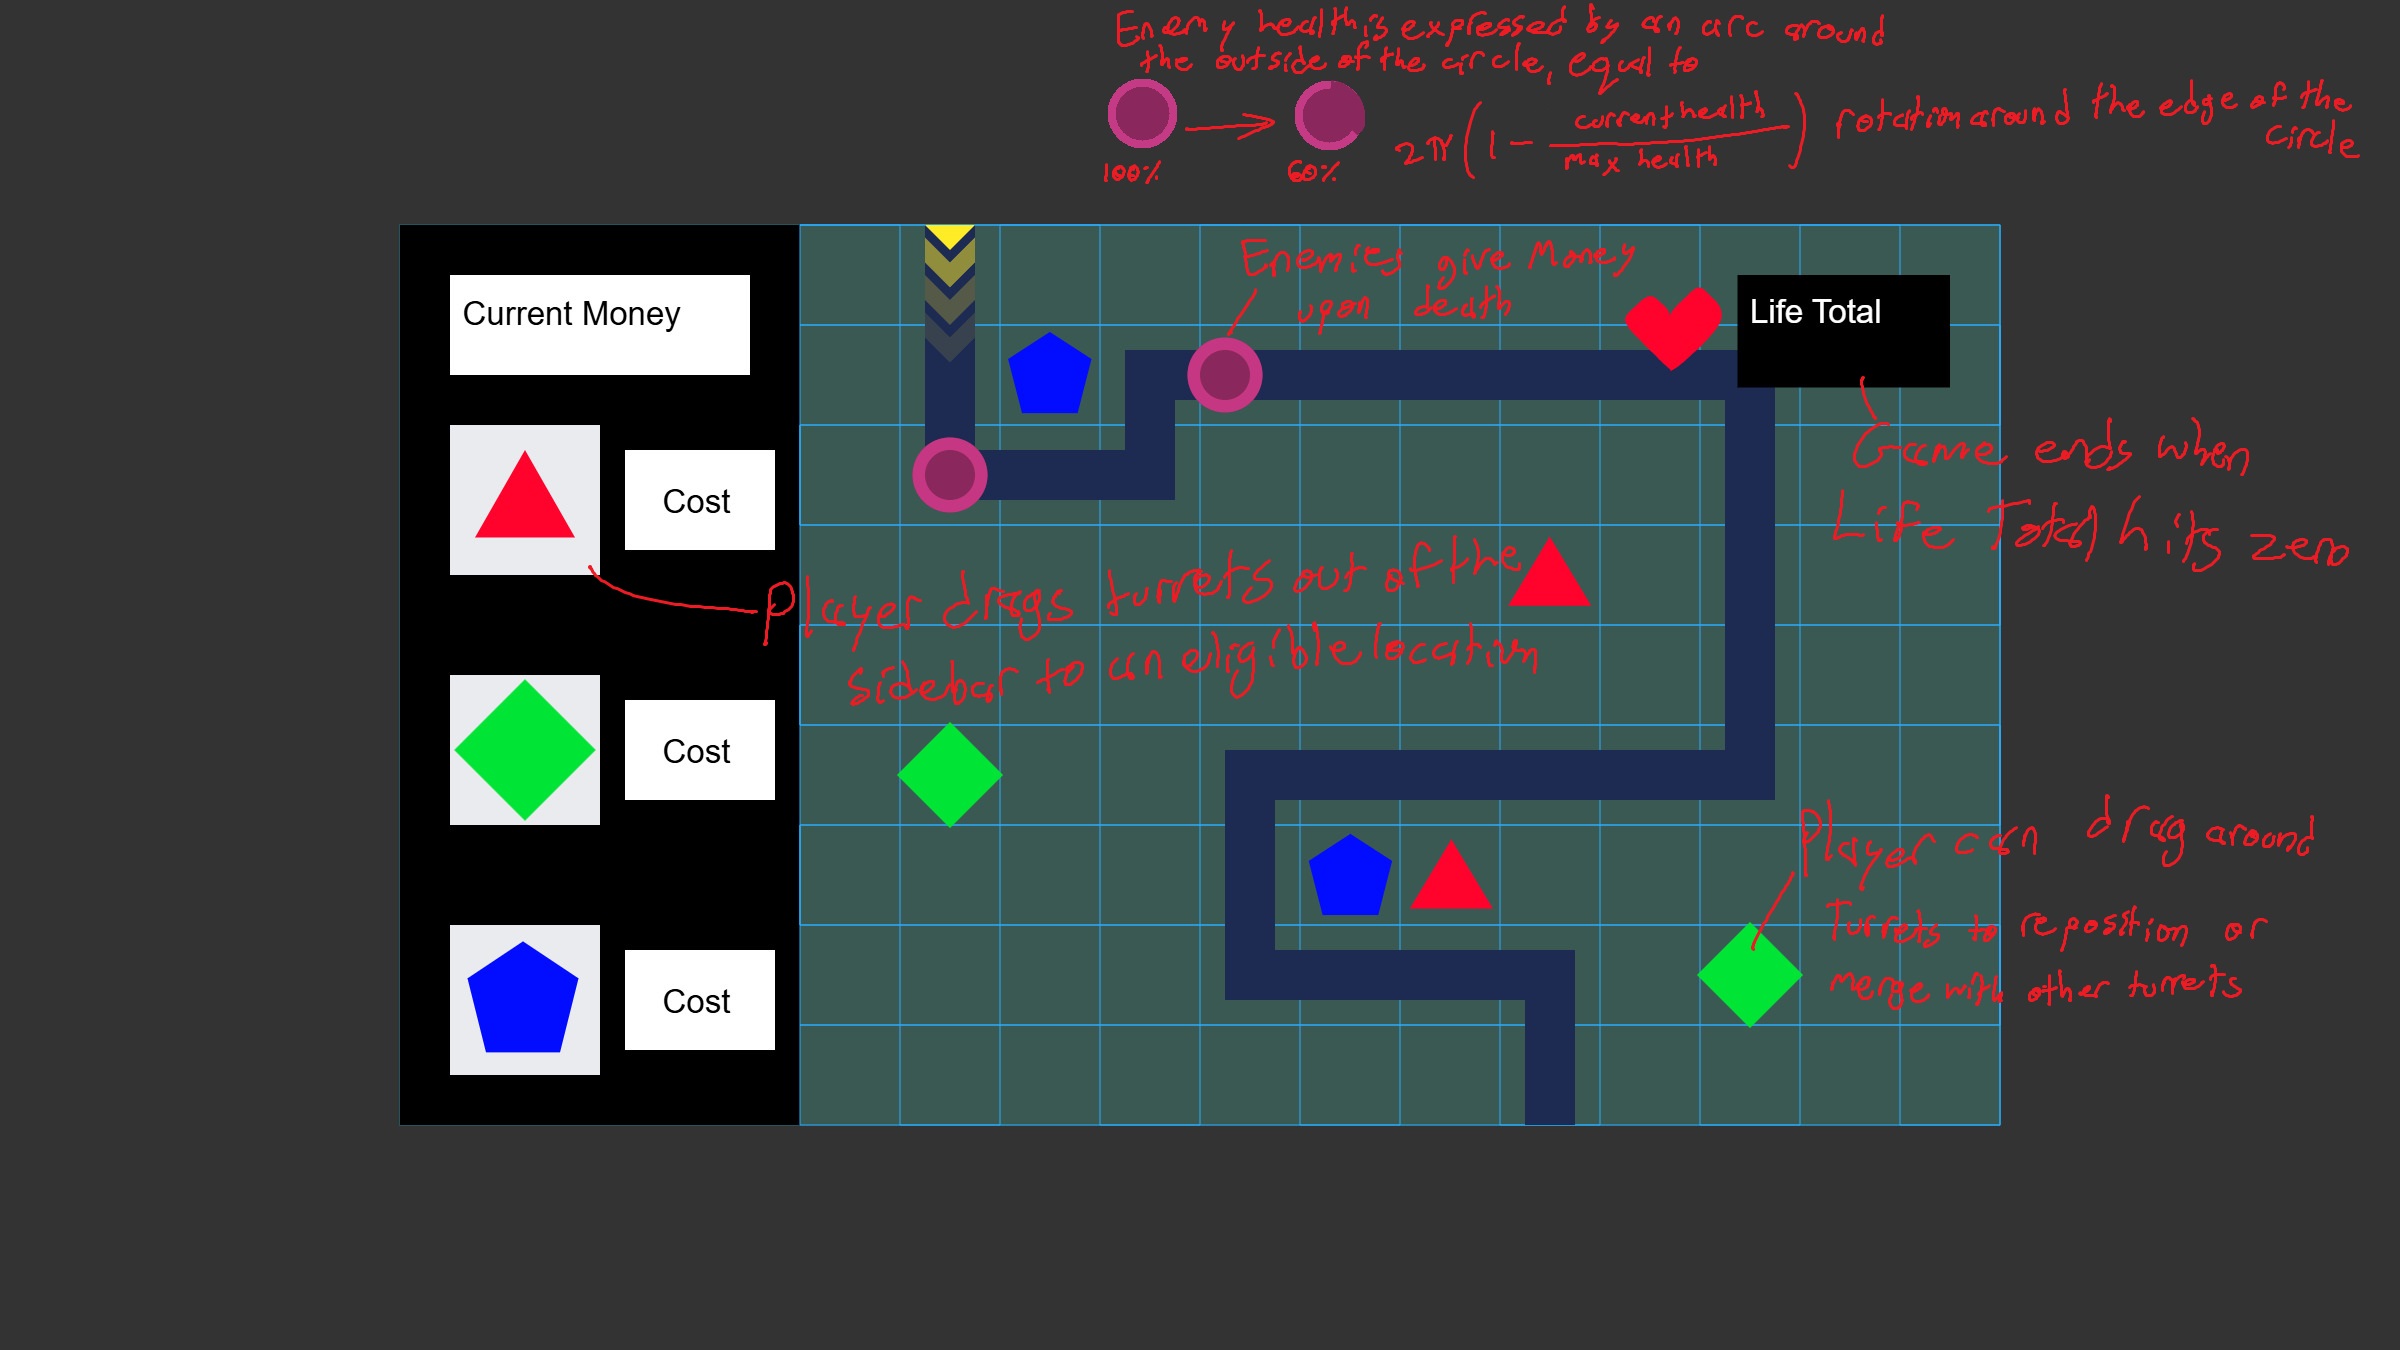 Enemy health is expressed by an arc around
the outside of the circle, equal to
100%
60%
2π(1 - current health / max health) rotation around the edge of the
circle
Current Money
Enemies give Money
upon death
Life Total
Game ends when
Life Total hits zero
Cost
Player drags turrets out of the
sidebar to an eligible location
Cost
Player can drag around
Turrets to reposition or
merge with other turrets
Cost